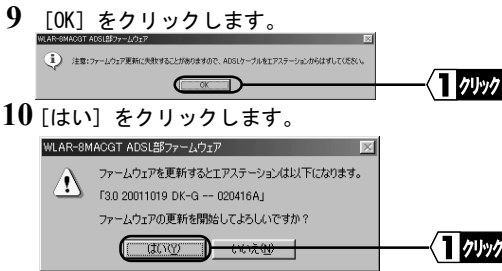 9 [OK] をクリックします。
WLAR-8MACGT ADSL部ファームウェア
注意:ファームウェア更新に失敗することがありますので、ADSLケーブルをエアステーションからはずしてください。
OK
1 クリック
10 [はい] をクリックします。
WLAR-8MACGT ADSL部ファームウェア
ファームウェアを更新するとエアステーションは以下になります。
「3.0 20011019 DK-G -- 020416A」
ファームウェアの更新を開始してよろしいですか?
はい(Y) いいえ(N)
1 クリック